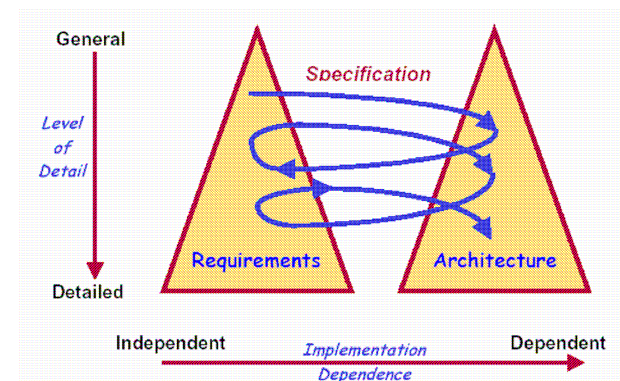 General
Specification
Level
of
Detail
Requirements
Architecture
Detailed
Independent
Implementation
Dependent
Dependence